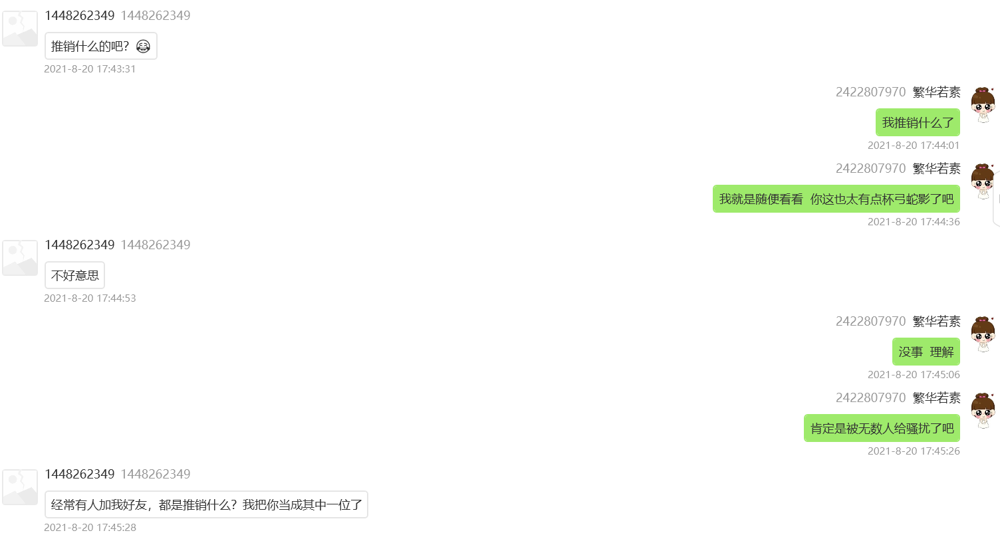 1448262349 1448262349
推销什么的吧？😂
2021-8-20 17:43:31
2422807970 繁华若素
我推销什么了
2021-8-20 17:44:01
2422807970 繁华若素
我就是随便看看 你这也太有点杯弓蛇影了吧
2021-8-20 17:44:36
1448262349 1448262349
不好意思
2021-8-20 17:44:53
2422807970 繁华若素
没事 理解
2021-8-20 17:45:06
2422807970 繁华若素
肯定是被无数人给骚扰了吧
2021-8-20 17:45:26
1448262349 1448262349
经常有人加我好友，都是推销什么？我把你当成其中一位了
2021-8-20 17:45:28